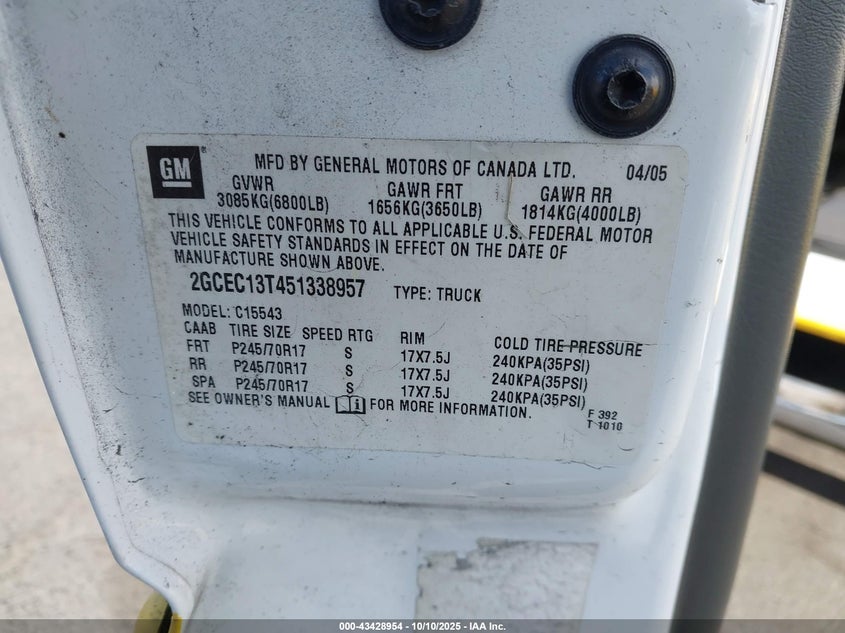 GM
MFD BY GENERAL MOTORS OF CANADA LTD. 04/05
GVWR GAWR FRT GAWR RR
3085KG(6800LB) 1656KG(3650LB) 1814KG(4000LB)
THIS VEHICLE CONFORMS TO ALL APPLICABLE U.S. FEDERAL MOTOR
VEHICLE SAFETY STANDARDS IN EFFECT ON THE DATE OF
MANUFACTURE SHOWN ABOVE.
2GCEC13T451338957 TYPE: TRUCK
MODEL: C15543
CAAB TIRE SIZE SPEED RTG RIM COLD TIRE PRESSURE
FRT P245/70R17 S 17X7.5J 240KPA(35PSI)
RR P245/70R17 S 17X7.5J 240KPA(35PSI)
SPA P245/70R17 S 17X7.5J 240KPA(35PSI)
SEE OWNER'S MANUAL FOR MORE INFORMATION.
F 392
T 1010
000-43428954 - 10/10/2025 - IAA Inc.